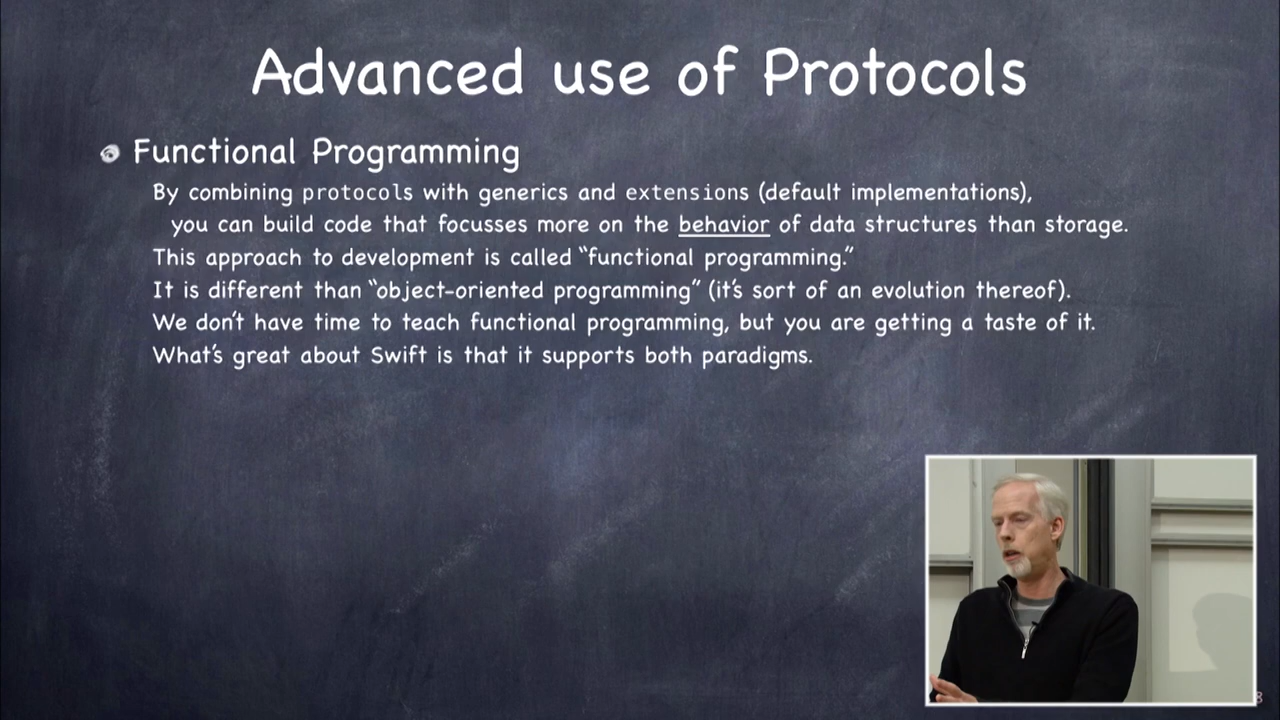 Advanced use of Protocols
Functional Programming
By combining protocols with generics and extensions (default implementations),
you can build code that focusses more on the behavior of data structures than storage.
This approach to development is called “functional programming.”
It is different than “object-oriented programming” (it’s sort of an evolution thereof).
We don’t have time to teach functional programming, but you are getting a taste of it.
What’s great about Swift is that it supports both paradigms.
8